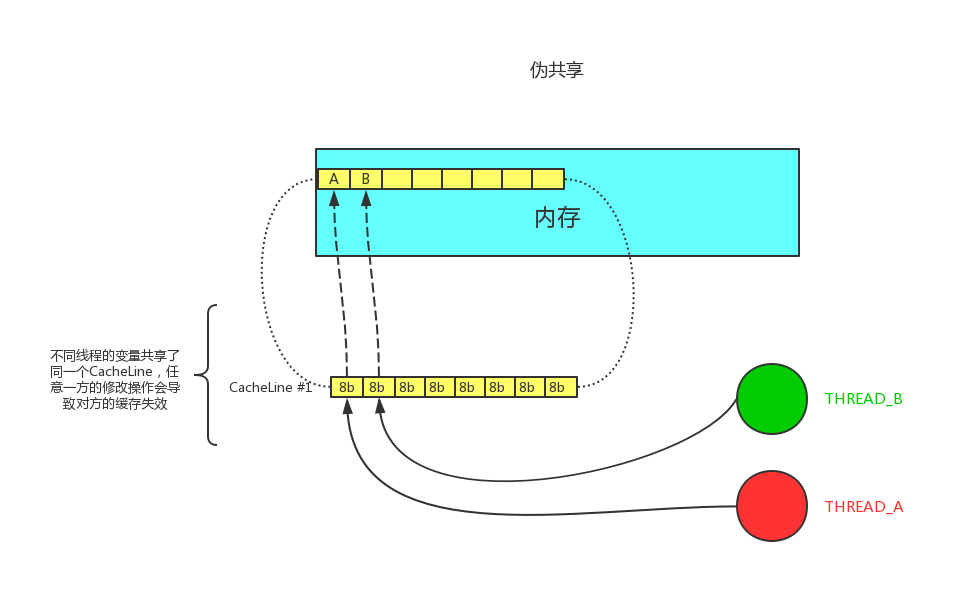 伪共享
A B
内存
不同线程的变量共享了
同一个CacheLine，任
意一方的修改操作会导
致对方的缓存失效
CacheLine #1
8b 8b 8b 8b 8b 8b 8b 8b
THREAD_B
THREAD_A